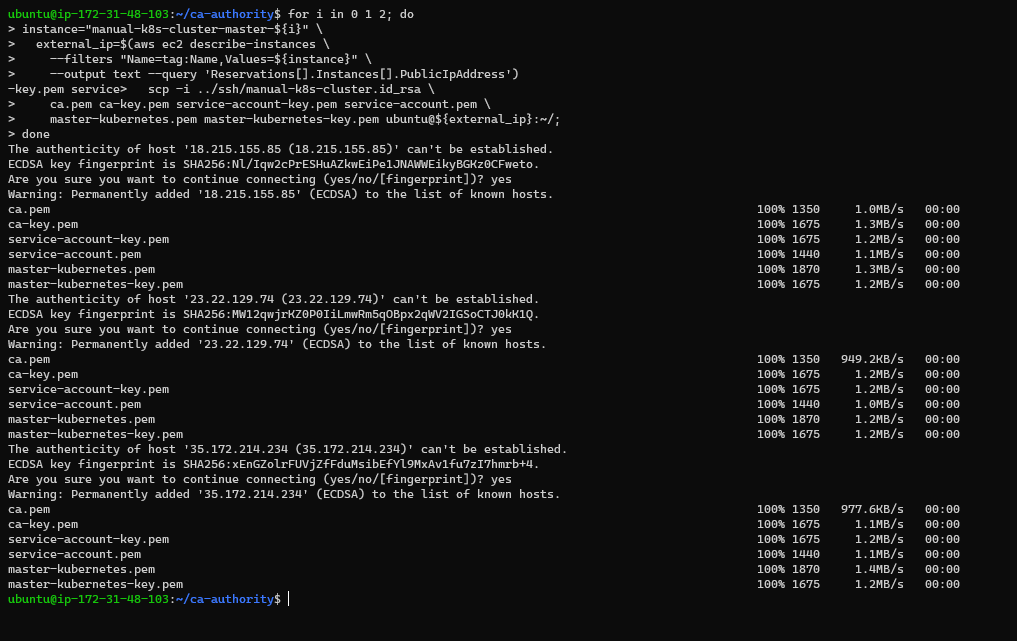 ubuntu@ip-172-31-48-103:~/ca-authority$ for i in 0 1 2; do
> instance="manual-k8s-cluster-master-${i}" \
>   external_ip=$(aws ec2 describe-instances \
>     --filters "Name=tag:Name,Values=${instance}" \
>     --output text --query 'Reservations[].Instances[].PublicIpAddress')
-key.pem service>   scp -i ../ssh/manual-k8s-cluster.id_rsa \
>     ca.pem ca-key.pem service-account-key.pem service-account.pem \
>     master-kubernetes.pem master-kubernetes-key.pem ubuntu@${external_ip}:~/;
> done
The authenticity of host '18.215.155.85 (18.215.155.85)' can't be established.
ECDSA key fingerprint is SHA256:Nl/Iqw2cPrESHuAZkwEiPe1JNAWWEikyBGKz0CFweto.
Are you sure you want to continue connecting (yes/no/[fingerprint])? yes
Warning: Permanently added '18.215.155.85' (ECDSA) to the list of known hosts.
ca.pem 100% 1350 1.0MB/s 00:00
ca-key.pem 100% 1675 1.3MB/s 00:00
service-account-key.pem 100% 1675 1.2MB/s 00:00
service-account.pem 100% 1440 1.1MB/s 00:00
master-kubernetes.pem 100% 1870 1.3MB/s 00:00
master-kubernetes-key.pem 100% 1675 1.2MB/s 00:00
The authenticity of host '23.22.129.74 (23.22.129.74)' can't be established.
ECDSA key fingerprint is SHA256:MW12qwjrKZ0P0IiLmwRm5qOBpx2qWV2IGSoCTJ0kK1Q.
Are you sure you want to continue connecting (yes/no/[fingerprint])? yes
Warning: Permanently added '23.22.129.74' (ECDSA) to the list of known hosts.
ca.pem 100% 1350 949.2KB/s 00:00
ca-key.pem 100% 1675 1.2MB/s 00:00
service-account-key.pem 100% 1675 1.2MB/s 00:00
service-account.pem 100% 1440 1.0MB/s 00:00
master-kubernetes.pem 100% 1870 1.2MB/s 00:00
master-kubernetes-key.pem 100% 1675 1.2MB/s 00:00
The authenticity of host '35.172.214.234 (35.172.214.234)' can't be established.
ECDSA key fingerprint is SHA256:xEnGZolrFUVjZfFduMsibEfYl9MxAv1fu7zI7hmrb+4.
Are you sure you want to continue connecting (yes/no/[fingerprint])? yes
Warning: Permanently added '35.172.214.234' (ECDSA) to the list of known hosts.
ca.pem 100% 1350 977.6KB/s 00:00
ca-key.pem 100% 1675 1.1MB/s 00:00
service-account-key.pem 100% 1675 1.2MB/s 00:00
service-account.pem 100% 1440 1.1MB/s 00:00
master-kubernetes.pem 100% 1870 1.4MB/s 00:00
master-kubernetes-key.pem 100% 1675 1.2MB/s 00:00
ubuntu@ip-172-31-48-103:~/ca-authority$